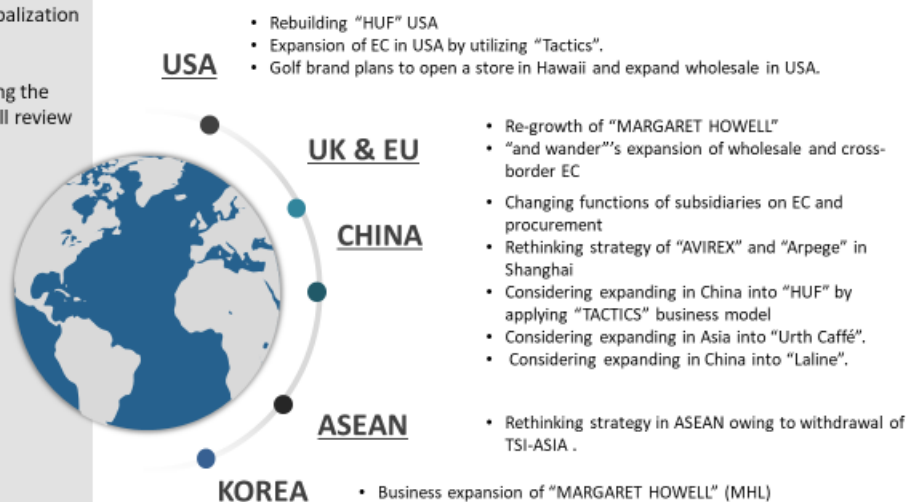 balization
ng the
ll review
USA
• Rebuilding “HUF” USA
• Expansion of EC in USA by utilizing “Tactics”.
• Golf brand plans to open a store in Hawaii and expand wholesale in USA.
UK & EU
• Re-growth of “MARGARET HOWELL”
• “and wander”’s expansion of wholesale and cross-
border EC
CHINA
• Changing functions of subsidiaries on EC and
procurement
• Rethinking strategy of “AVIREX” and “Arpege” in
Shanghai
• Considering expanding in China into “HUF” by
applying “TACTICS” business model
• Considering expanding in Asia into “Urth Caffé”.
• Considering expanding in China into “Laline”.
ASEAN
• Rethinking strategy in ASEAN owing to withdrawal of
TSI-ASIA .
KOREA
• Business expansion of “MARGARET HOWELL” (MHL)